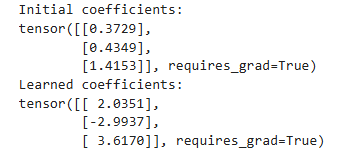 Initial coefficients:
tensor([[0.3729],
        [0.4349],
        [1.4153]], requires_grad=True)
Learned coefficients:
tensor([[ 2.0351],
        [-2.9937],
        [ 3.6170]], requires_grad=True)